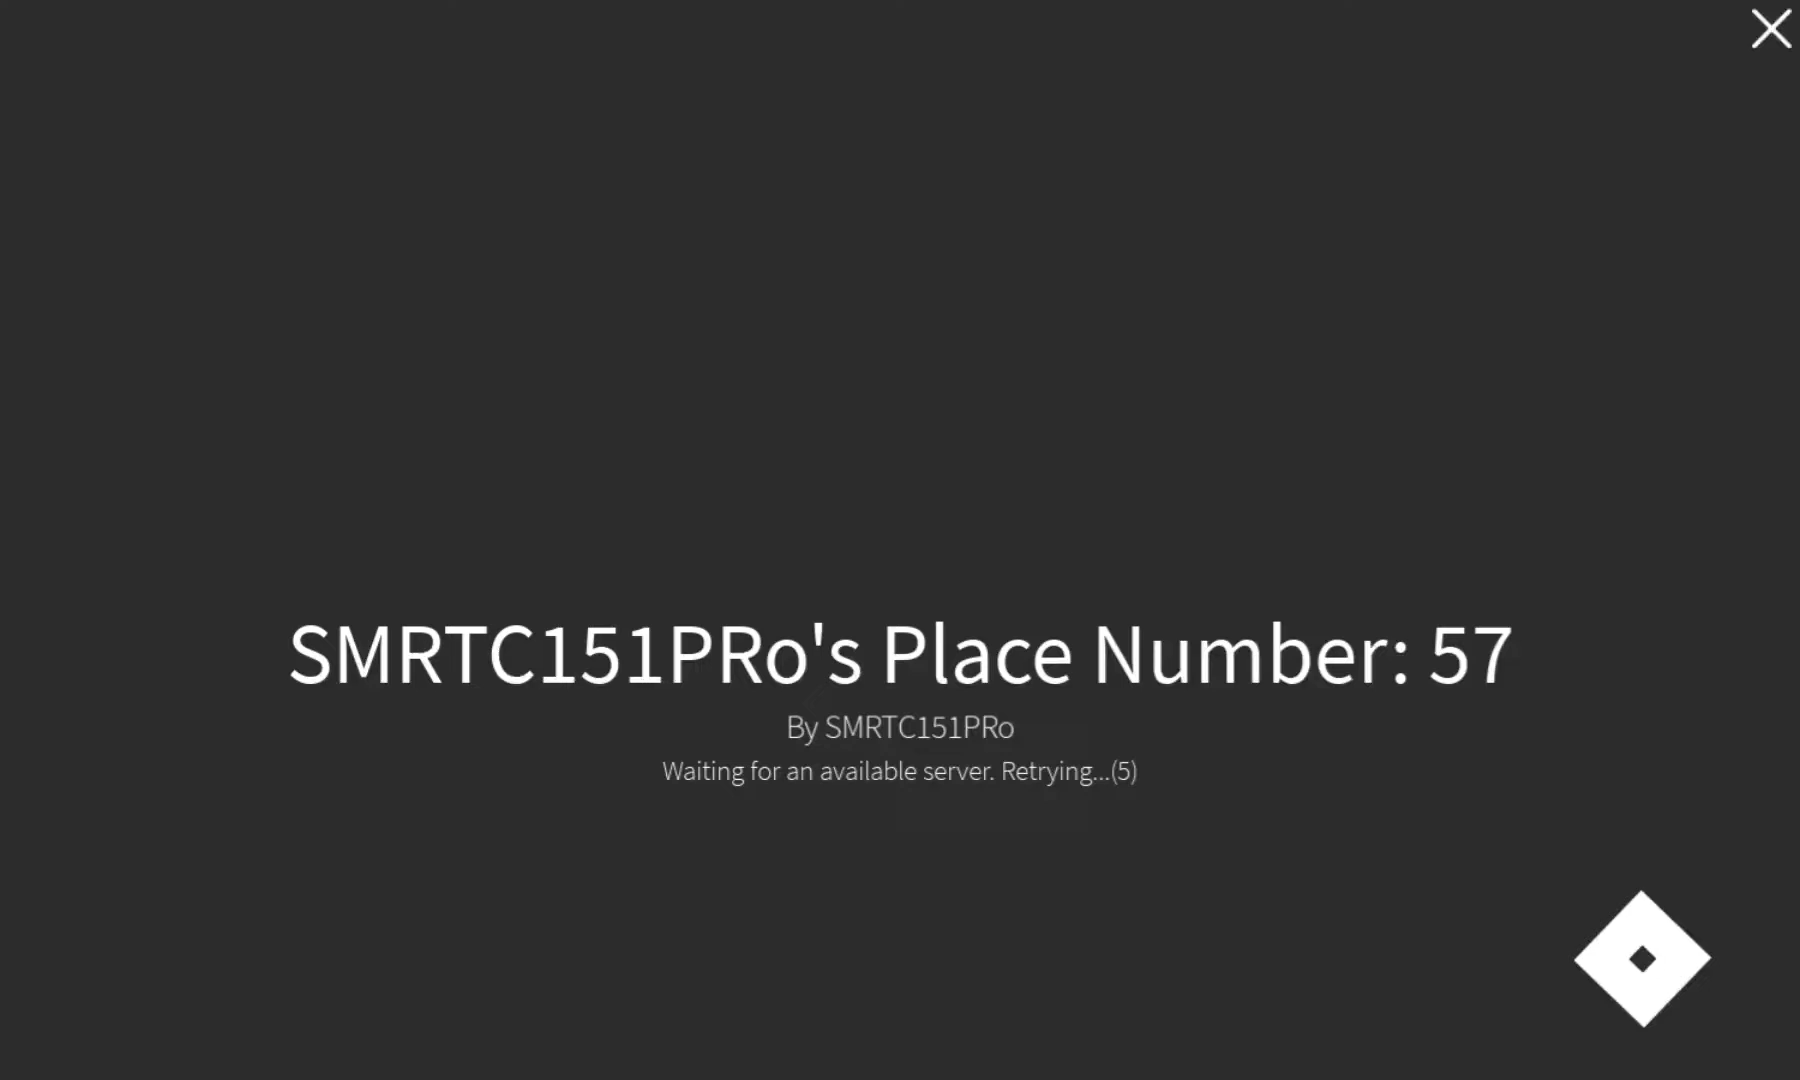 SMRTC151PRo's Place Number: 57
By SMRTC151PRo
Waiting for an available server. Retrying...(5)